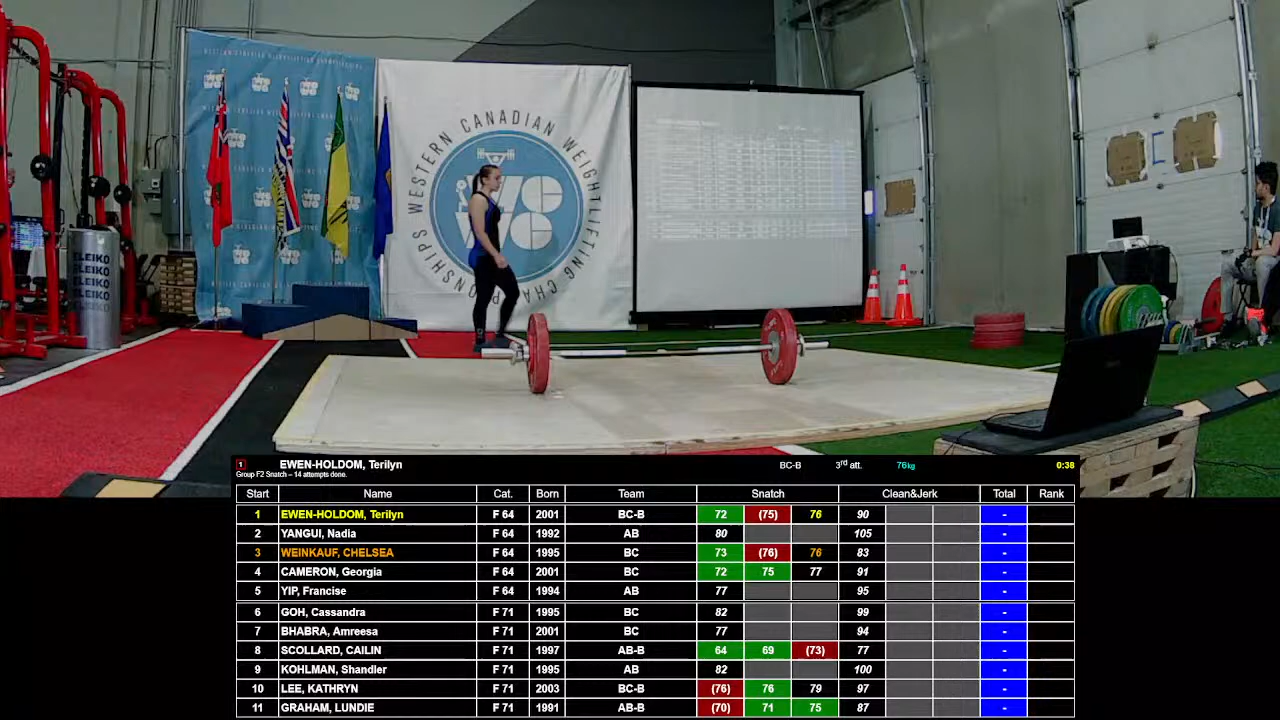 WESTERN CANADIAN WEIGHTLIFTING CHAMPIONSHIPS
WC
WC
ELEIKO
ELEIKO
ELEIKO
ELEIKO
C
1 EWEN-HOLDOM, Terilyn BC-B 3rd att. 76kg 0:38
Group F2 Snatch – 14 attempts done.
Start Name Cat. Born Team Snatch Clean&Jerk Total Rank
1 EWEN-HOLDOM, Terilyn F 64 2001 BC-B 72 (75) 76 90 -
2 YANGUI, Nadia F 64 1992 AB 80 105 -
3 WEINKAUF, CHELSEA F 64 1995 BC 73 (76) 76 83 -
4 CAMERON, Georgia F 64 2001 BC 72 75 77 91 -
5 YIP, Francise F 64 1994 AB 77 95 -
6 GOH, Cassandra F 71 1995 BC 82 99 -
7 BHABRA, Amreesa F 71 2001 BC 77 94 -
8 SCOLLARD, CAILIN F 71 1997 AB-B 64 69 (73) 77 -
9 KOHLMAN, Shandler F 71 1995 AB 82 100 -
10 LEE, KATHRYN F 71 2003 BC-B (76) 76 79 97 -
11 GRAHAM, LUNDIE F 71 1991 AB-B (70) 71 75 87 -